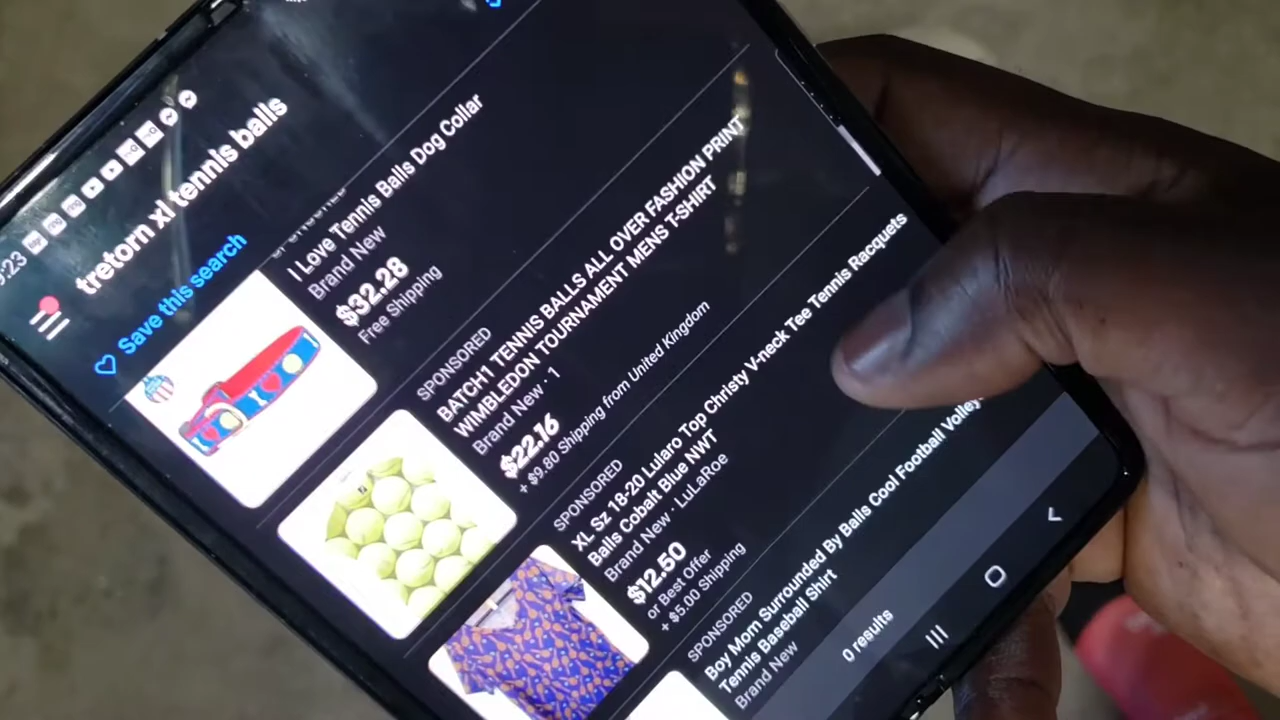 9:23
tretorn xl tennis balls
Save this search
I Love Tennis Balls Dog Collar
Brand New
$32.28
Free Shipping
SPONSORED
BATCH1 TENNIS BALLS ALL OVER FASHION PRINT
WIMBLEDON TOURNAMENT MENS T-SHIRT
Brand New · 1
$22.16
+ $9.80 Shipping from United Kingdom
SPONSORED
XL Sz 18-20 Lularo Top Christy V-neck Tee Tennis Racquets
Balls Cobalt Blue NWT
Brand New · LuLaRoe
$12.50
or Best Offer
+ $5.00 Shipping
SPONSORED
Boy Mom Surrounded By Balls Cool Football Volley
Tennis Baseball Shirt
Brand New
0 results